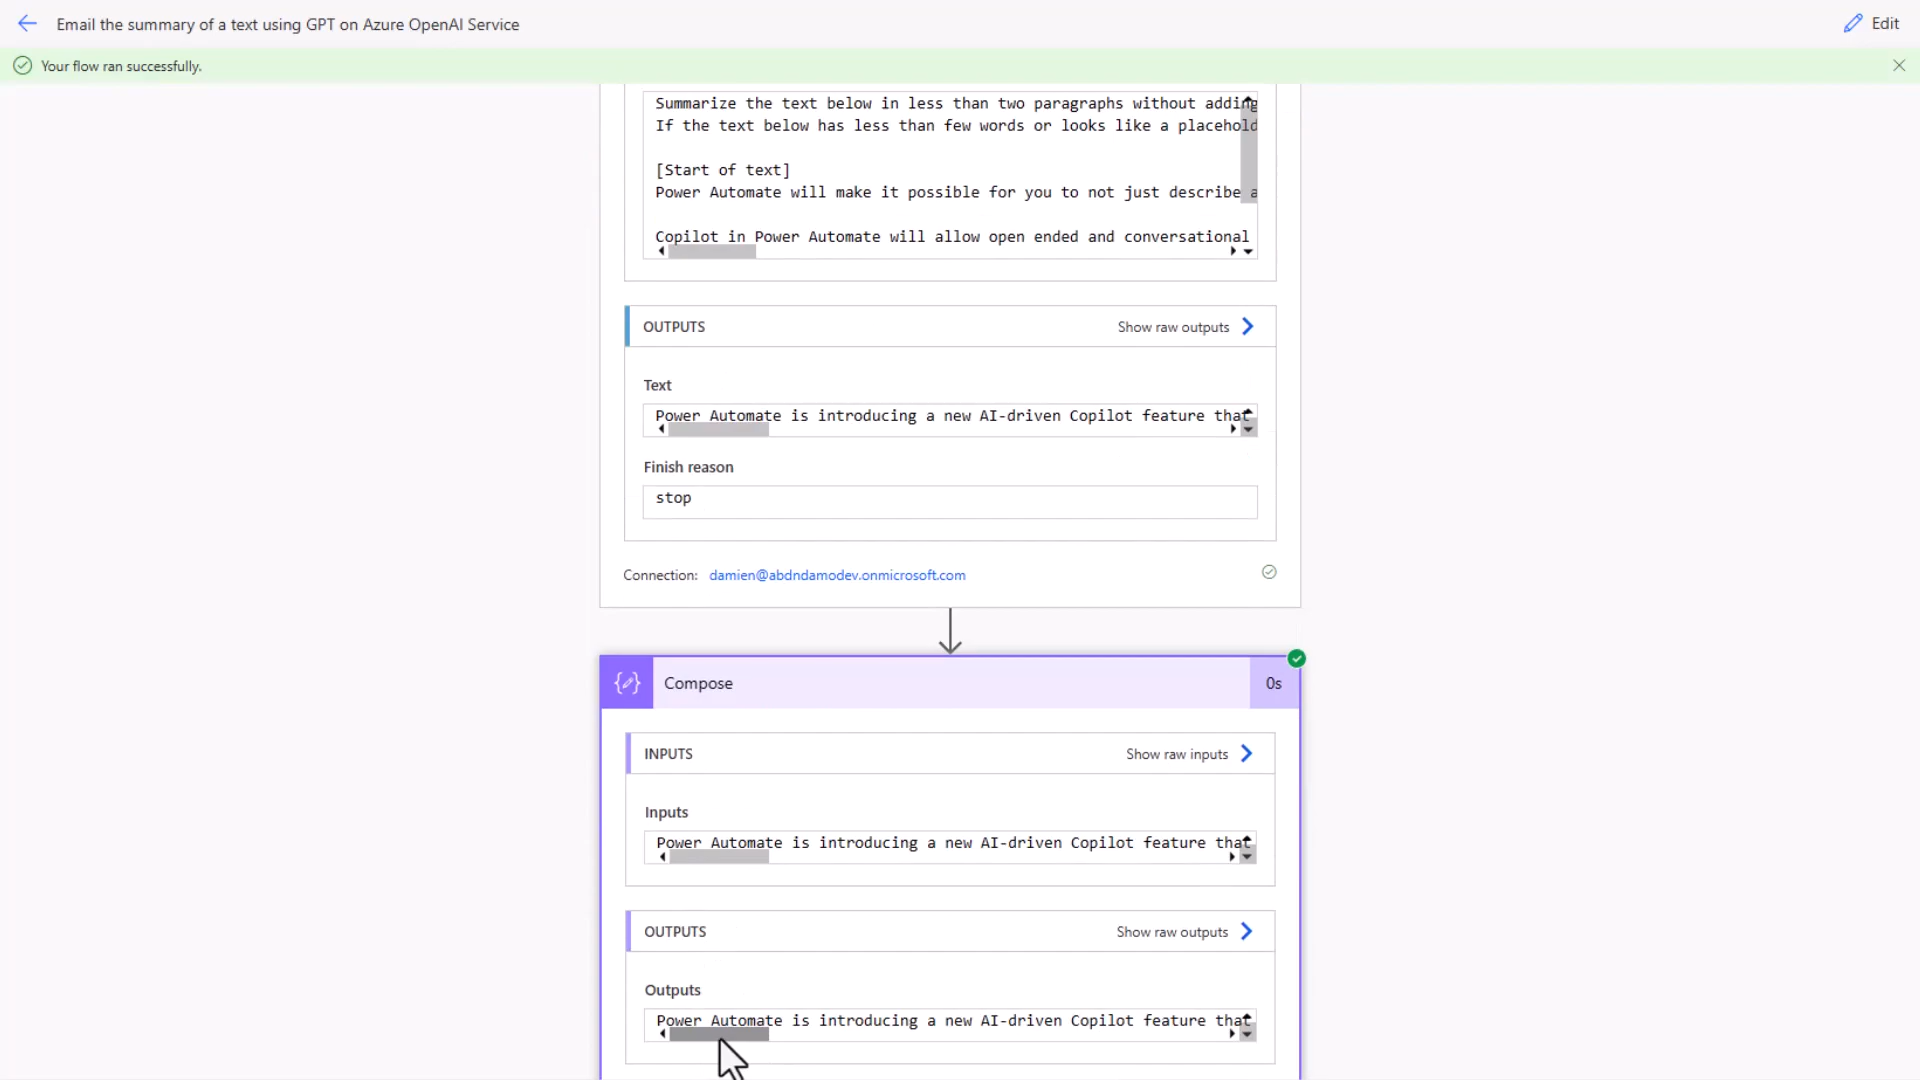 Email the summary of a text using GPT on Azure OpenAI Service
Edit
Your flow ran successfully.
Summarize the text below in less than two paragraphs without adding
If the text below has less than few words or looks like a placehold
[Start of text]
Power Automate will make it possible for you to not just describe a
Copilot in Power Automate will allow open ended and conversational
OUTPUTS
Show raw outputs
Text
Power Automate is introducing a new AI-driven Copilot feature that
Finish reason
stop
Connection: damien@abdndamodev.onmicrosoft.com
Compose
0s
INPUTS
Show raw inputs
Inputs
Power Automate is introducing a new AI-driven Copilot feature that
OUTPUTS
Show raw outputs
Outputs
Power Automate is introducing a new AI-driven Copilot feature that